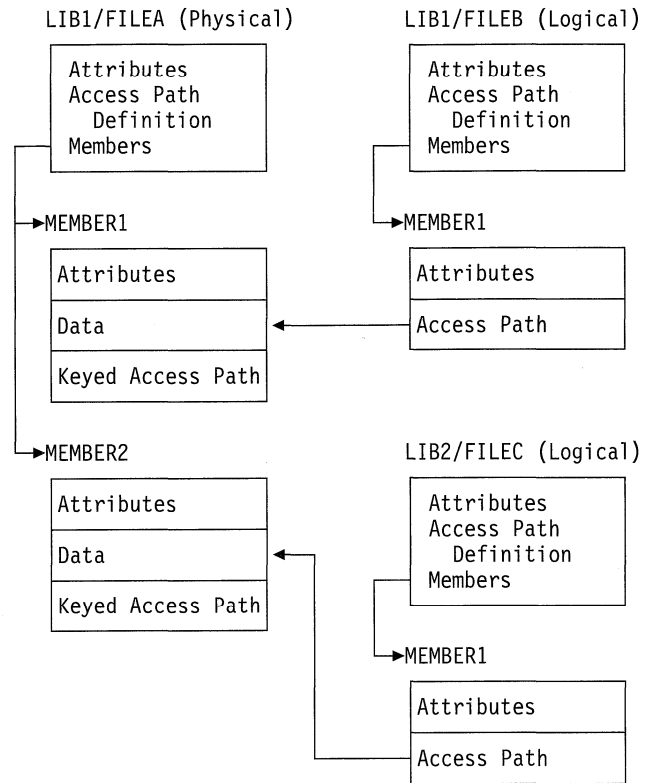 LIB1/FILEA (Physical)
Attributes
Access Path
Definition
Members
MEMBER1
Attributes
Data
Keyed Access Path
MEMBER2
Attributes
Data
Keyed Access Path
LIB1/FILEB (Logical)
Attributes
Access Path
Definition
Members
MEMBER1
Attributes
Access Path
LIB2/FILEC (Logical)
Attributes
Access Path
Definition
Members
MEMBER1
Attributes
Access Path